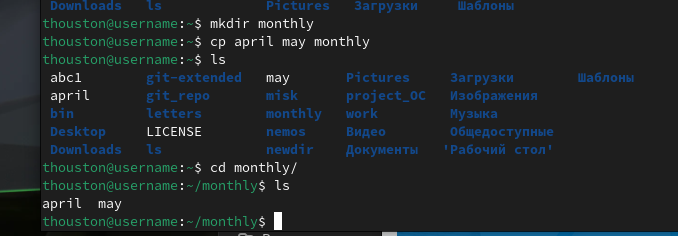 Downloads ls Pictures Загрузки Шаблоны
thouston@username:~$ mkdir monthly
thouston@username:~$ cp april may monthly
thouston@username:~$ ls
abc1 git-extended may Pictures Загрузки Шаблоны
april git_repo misk project_OC Изображения
bin letters monthly work Музыка
Desktop LICENSE nemos Видео Общедоступные
Downloads ls newdir Документы 'Рабочий стол'
thouston@username:~$ cd monthly/
thouston@username:~/monthly$ ls
april may
thouston@username:~/monthly$